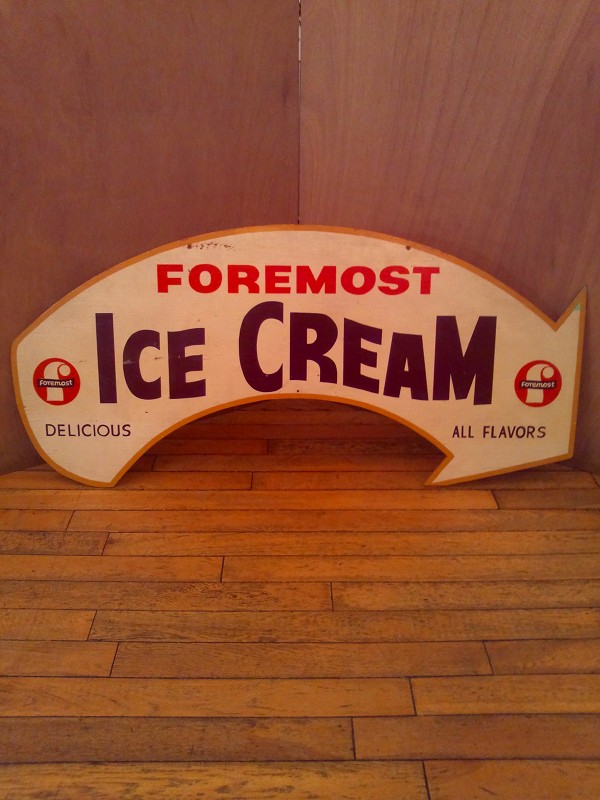 FOREMOST
ICE CREAM
Foremost
Foremost
DELICIOUS
ALL FLAVORS